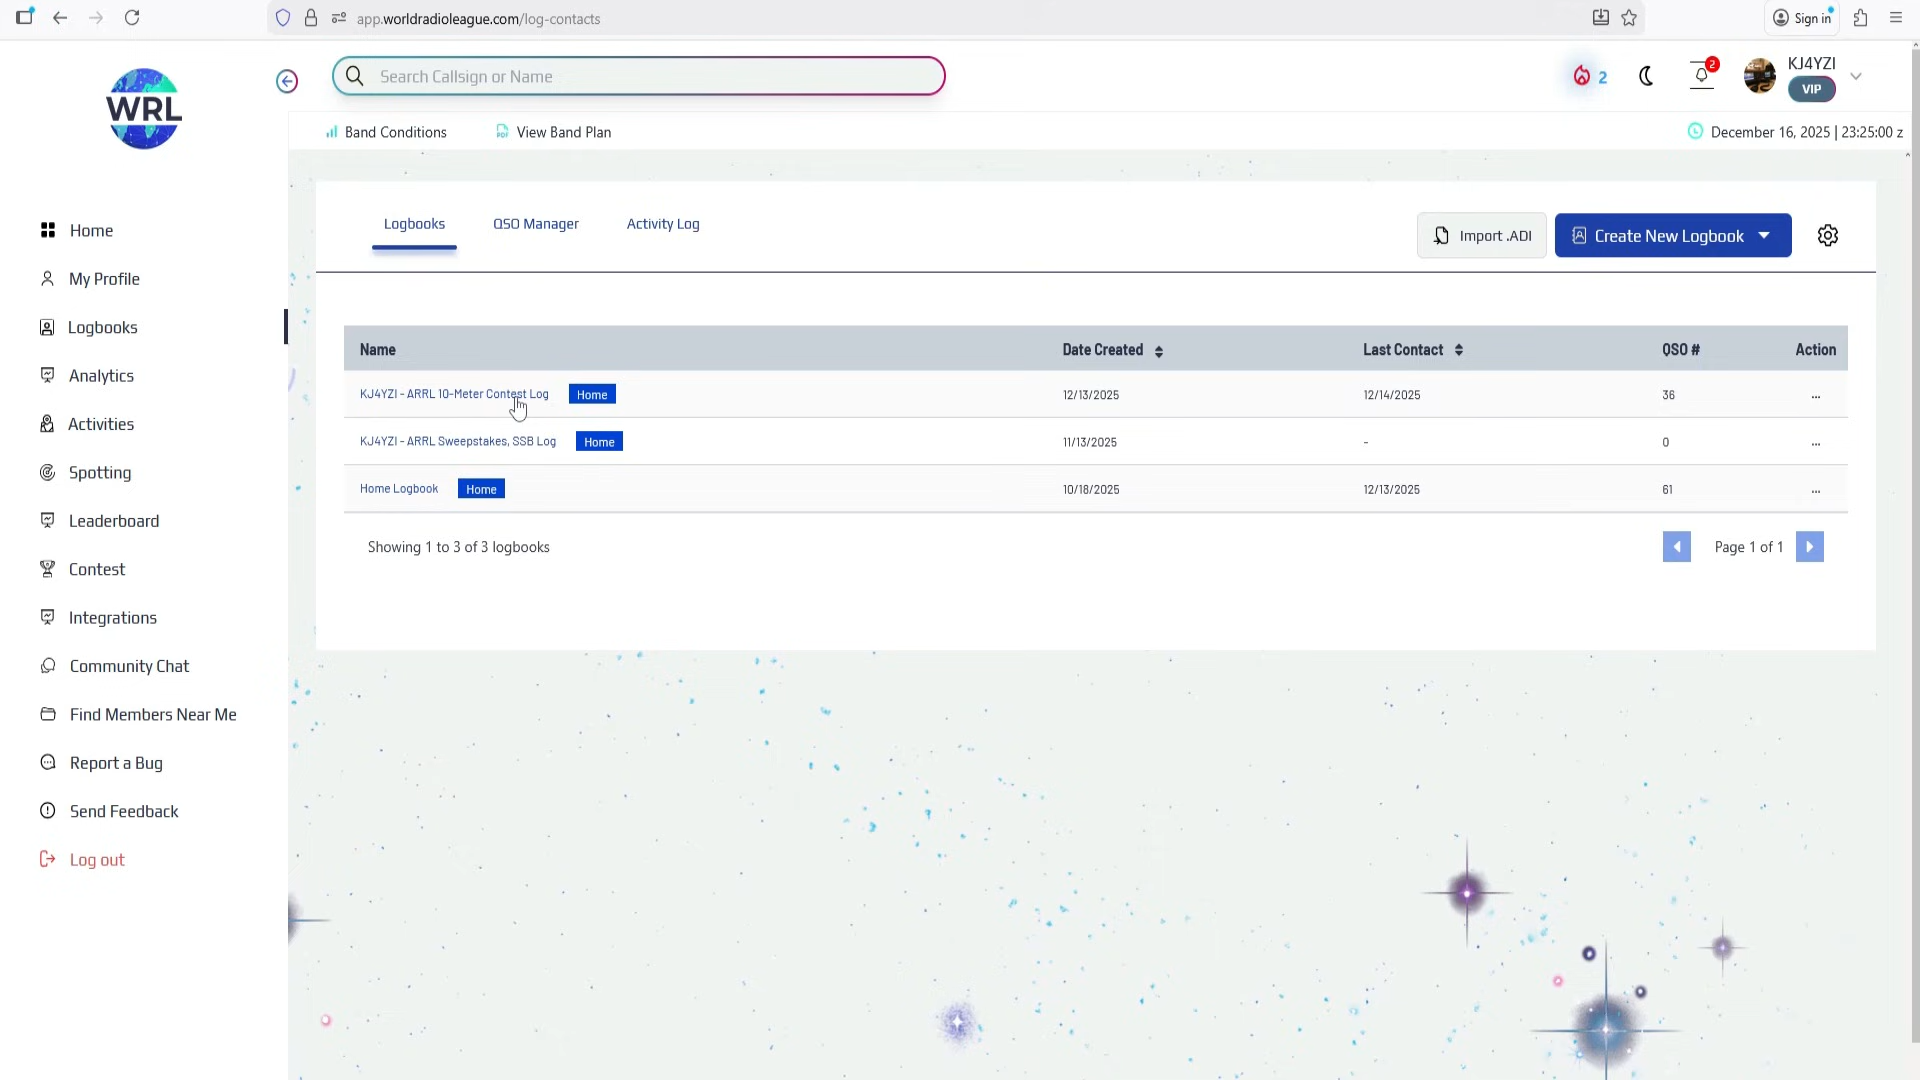 app.worldradioleague.com/log-contacts
Sign in
WRL
Search Callsign or Name
2
2
KJ4YZI
VIP
Band Conditions
View Band Plan
December 16, 2025 | 23:25:00 z
Home
My Profile
Logbooks
Analytics
Activities
Spotting
Leaderboard
Contest
Integrations
Community Chat
Find Members Near Me
Report a Bug
Send Feedback
Log out
Logbooks QSO Manager Activity Log
Import .ADI
Create New Logbook
Name Date Created Last Contact QSO # Action
KJ4YZI - ARRL 10-Meter Contest Log Home 12/13/2025 12/14/2025 36 ...
KJ4YZI - ARRL Sweepstakes, SSB Log Home 11/13/2025 - 0 ...
Home Logbook Home 10/18/2025 12/13/2025 61 ...
Showing 1 to 3 of 3 logbooks
Page 1 of 1